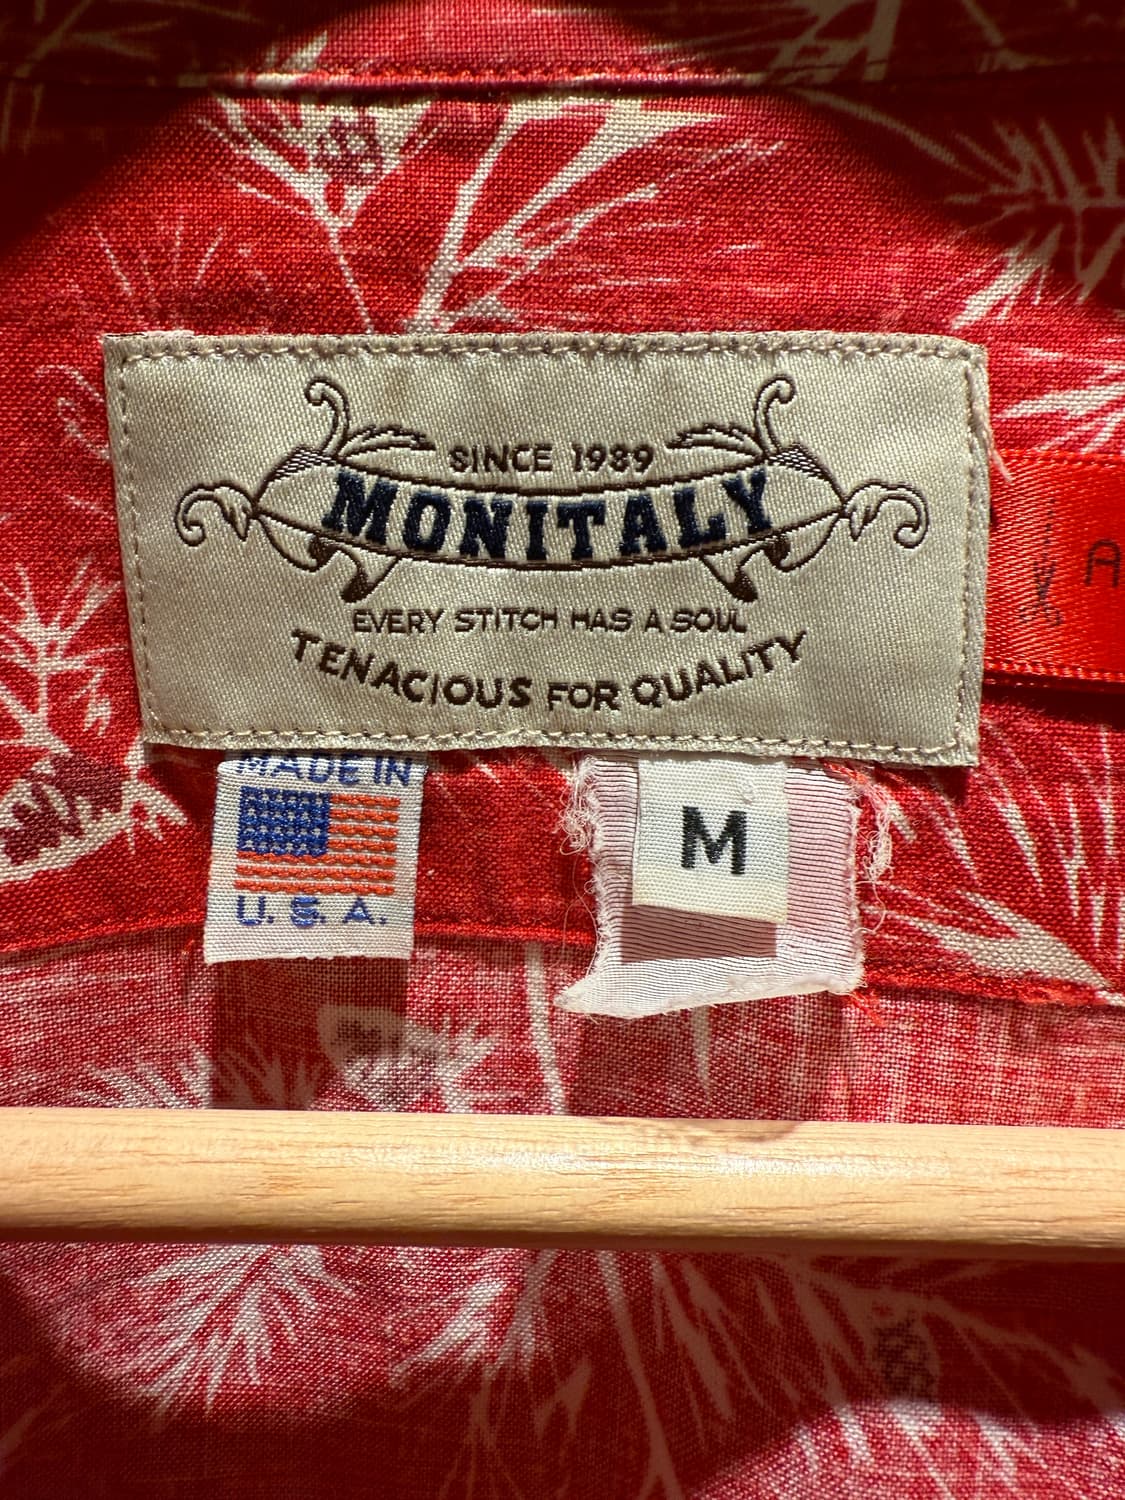 SINCE 1989
MONITALY
EVERY STITCH HAS A SOUL
TENACIOUS FOR QUALITY
MADE IN
U. S. A.
M
A